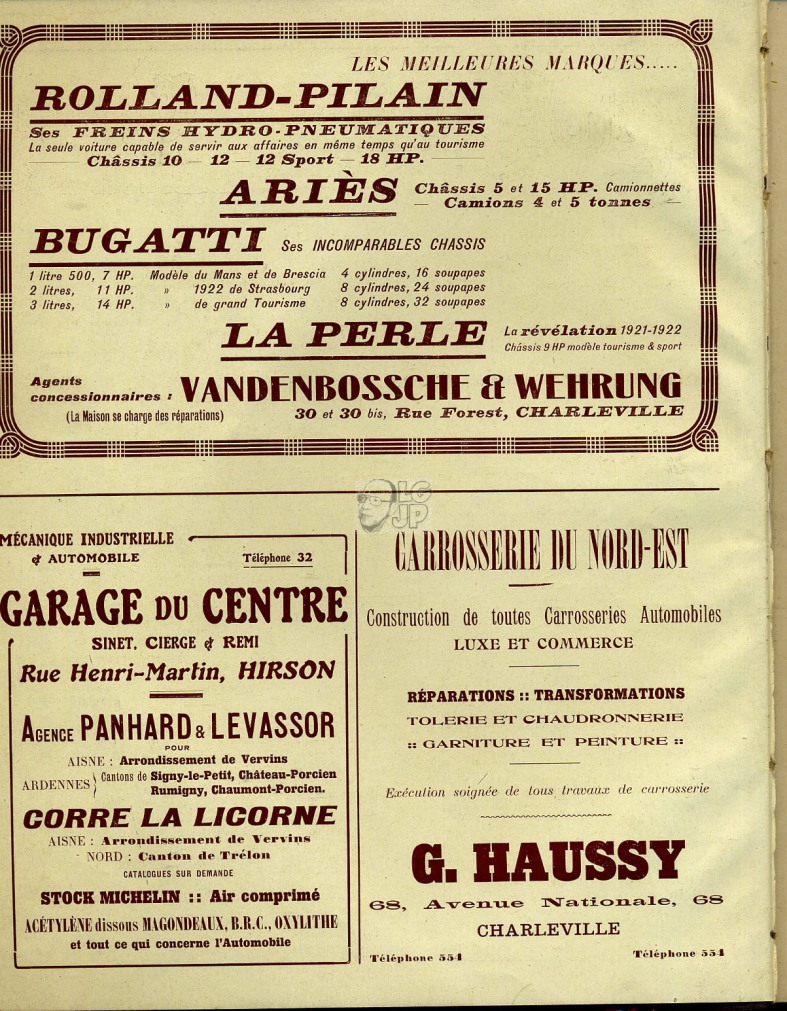 LES MEILLEURES MARQUES.....
ROLLAND-PILAIN
Ses FREINS HYDRO-PNEUMATIQUES
La seule voiture capable de servir aux affaires en même temps qu'au tourisme
Châssis 10 — 12 — 12 Sport — 18 HP.
ARIÈS
Châssis 5 et 15 HP. Camionnettes
— Camions 4 et 5 tonnes —
BUGATTI Ses INCOMPARABLES CHASSIS
1 litre 500, 7 HP. Modèle du Mans et de Brescia 4 cylindres, 16 soupapes
2 litres, 11 HP. » 1922 de Strasbourg 8 cylindres, 24 soupapes
3 litres, 14 HP. » de grand Tourisme 8 cylindres, 32 soupapes
LA PERLE
La révélation 1921-1922
Châssis 9 HP modèle tourisme & sport
Agents
concessionnaires : VANDENBOSSCHE & WEHRUNG
(La Maison se charge des réparations) 30 et 30 bis, Rue Forest, CHARLEVILLE
LG
JP
MÉCANIQUE INDUSTRIELLE
& AUTOMOBILE
Téléphone 32
GARAGE DU CENTRE
SINET, CIERGE & REMI
Rue Henri-Martin, HIRSON
AGENCE PANHARD & LEVASSOR
POUR
AISNE : Arrondissement de Vervins
ARDENNES } Cantons de Signy-le-Petit, Château-Porcien
Rumigny, Chaumont-Porcien.
CORRE LA LICORNE
AISNE : Arrondissement de Vervins
NORD : Canton de Trélon
CATALOGUES SUR DEMANDE
STOCK MICHELIN :: Air comprimé
ACÉTYLÈNE dissous MAGONDEAUX, B.R.C., OXYLITHE
et tout ce qui concerne l'Automobile
CARROSSERIE DU NORD-EST
Construction de toutes Carrosseries Automobiles
LUXE ET COMMERCE
RÉPARATIONS :: TRANSFORMATIONS
TOLERIE ET CHAUDRONNERIE
:: GARNITURE ET PEINTURE ::
Exécution soignée de tous travaux de carrosserie
G. HAUSSY
68, Avenue Nationale, 68
CHARLEVILLE
Téléphone 554 Téléphone 554